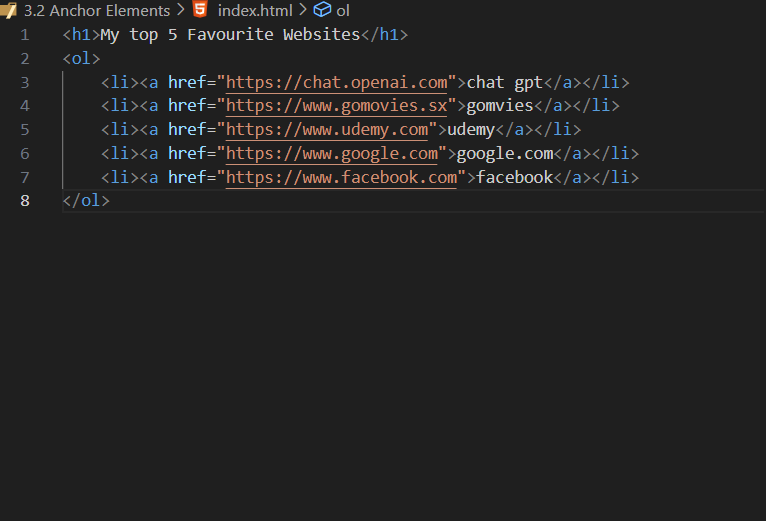 3.2 Anchor Elements > index.html > ol
1 <h1>My top 5 Favourite Websites</h1>
2 <ol>
3 <li><a href="https://chat.openai.com">chat gpt</a></li>
4 <li><a href="https://www.gomovies.sx">gomvies</a></li>
5 <li><a href="https://www.udemy.com">udemy</a></li>
6 <li><a href="https://www.google.com">google.com</a></li>
7 <li><a href="https://www.facebook.com">facebook</a></li>
8 </ol>